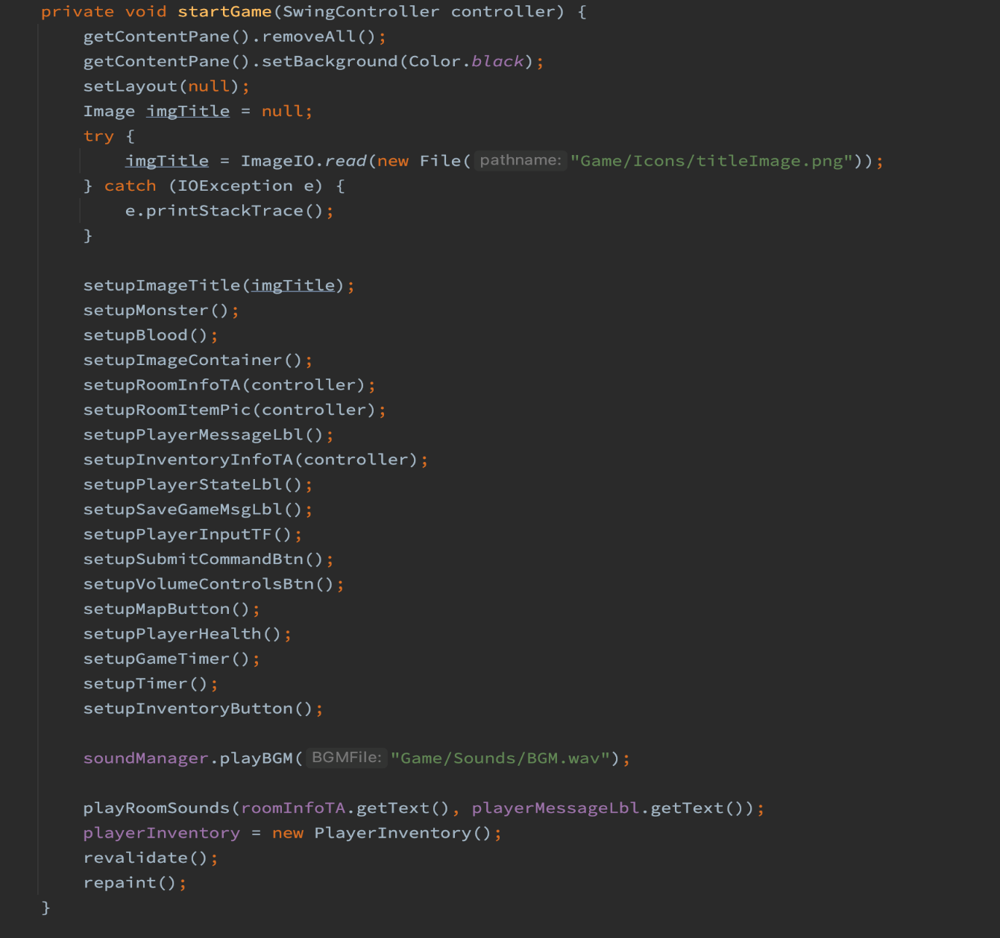 private void startGame(SwingController controller) {
getContentPane().removeAll();
getContentPane().setBackground(Color.black);
setLayout(null);
Image imgTitle = null;
try {
imgTitle = ImageIO.read(new File( pathname: "Game/Icons/titleImage.png"));
} catch (IOException e) {
e.printStackTrace();
}
setupImageTitle(imgTitle);
setupMonster();
setupBlood();
setupImageContainer();
setupRoomInfoTA(controller);
setupRoomItemPic(controller);
setupPlayerMessageLbl();
setupInventoryInfoTA(controller);
setupPlayerStateLbl();
setupSaveGameMsgLbl();
setupPlayerInputTF();
setupSubmitCommandBtn();
setupVolumeControlsBtn();
setupMapButton();
setupPlayerHealth();
setupGameTimer();
setupTimer();
setupInventoryButton();
soundManager.playBGM( BGMFile: "Game/Sounds/BGM.wav");
playRoomSounds(roomInfoTA.getText(), playerMessageLbl.getText());
playerInventory = new PlayerInventory();
revalidate();
repaint();
}